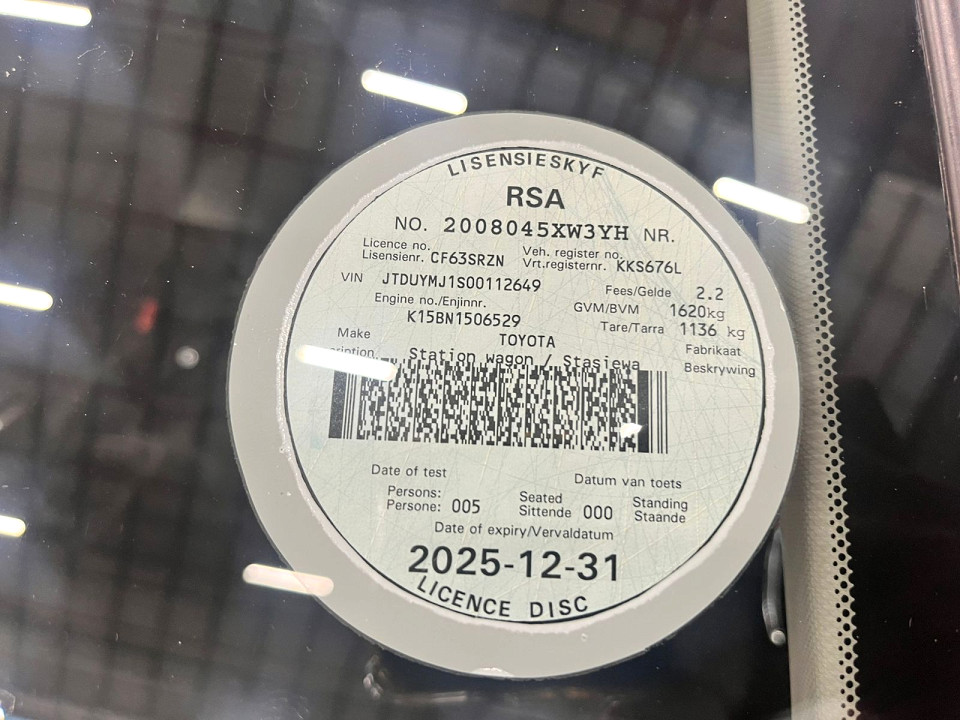 LISENSIESKYF
RSA
NO. 2008045XW3YH NR.
Licence no. Veh. register no.
Lisensienr. CF63SRZN Vrt.registernr. KKS676L
VIN JTDUYMJ1S00112649 Fees/Gelde 2.2
Engine no./Enjinnr. GVM/BVM 1620kg
K15BN1506529 Tare/Tarra 1136 kg
Make TOYOTA Fabrikaat
Station wagon / Stasiewa Beskrywing
Date of test Datum van toets
Persons: Seated Standing
Persone: 005 Sittende 000 Staande
Date of expiry/Vervaldatum
2025-12-31
LICENCE DISC